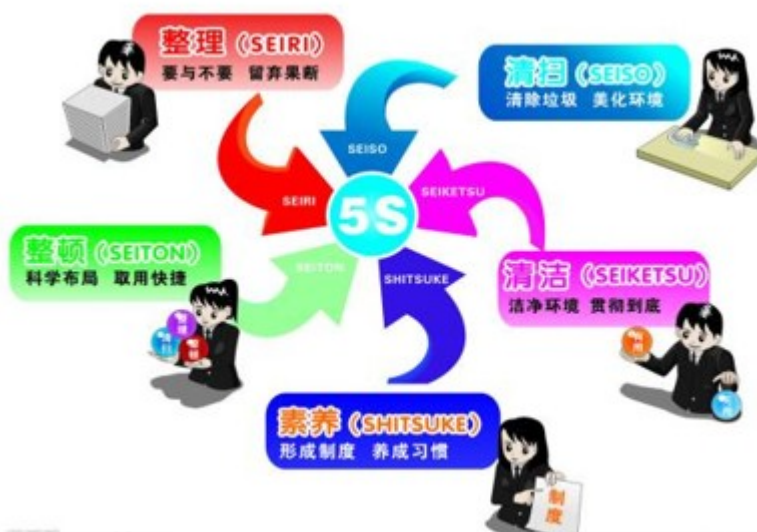 整理（SEIRI）
要与不要 留弃果断
清扫（SEISO）
清除垃圾 美化环境
SEISO
SEIRI
SEIKETSU
5S
SEITON
SHITSUKE
整顿（SEITON）
科学布局 取用快捷
清洁（SEIKETSU）
洁净环境 贯彻到底
素养（SHITSUKE）
形成制度 养成习惯
制度